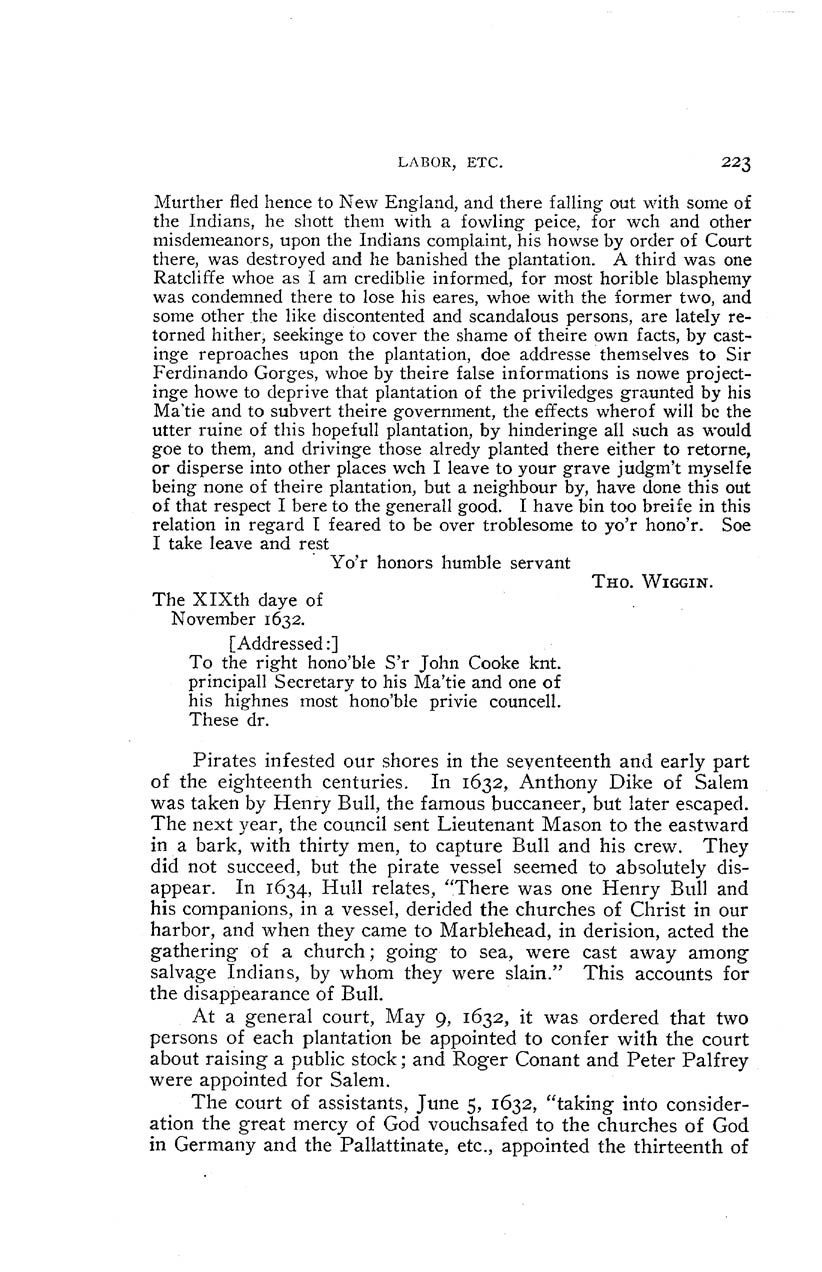 LABOR, ETC. 223
Murther fled hence to New England, and there falling out with some of
the Indians, he shott them with a fowling peice, for wch and other
misdemeanors, upon the Indians complaint, his howse by order of Court
there, was destroyed and he banished the plantation. A third was one
Ratcliffe whoe as I am crediblie informed, for most horible blasphemy
was condemned there to lose his eares, whoe with the former two, and
some other the like discontented and scandalous persons, are lately re-
torned hither, seekinge to cover the shame of theire own facts, by cast-
inge reproaches upon the plantation, doe addresse themselves to Sir
Ferdinando Gorges, whoe by theire false informations is nowe project-
inge howe to deprive that plantation of the priviledges graunted by his
Ma'tie and to subvert theire government, the effects wherof will be the
utter ruine of this hopefull plantation, by hinderinge all such as would
goe to them, and drivinge those alredy planted there either to retorne,
or disperse into other places wch I leave to your grave judgm't myselfe
being none of theire plantation, but a neighbour by, have done this out
of that respect I bere to the generall good. I have bin too breife in this
relation in regard I feared to be over troblesome to yo'r hono'r. Soe
I take leave and rest
Yo'r honors humble servant
THO. WIGGIN.
The XIXth daye of
November 1632.
[Addressed:]
To the right hono'ble S'r John Cooke knt.
principall Secretary to his Ma'tie and one of
his highnes most hono'ble privie councell.
These dr.
Pirates infested our shores in the seventeenth and early part
of the eighteenth centuries. In 1632, Anthony Dike of Salem
was taken by Henry Bull, the famous buccaneer, but later escaped.
The next year, the council sent Lieutenant Mason to the eastward
in a bark, with thirty men, to capture Bull and his crew. They
did not succeed, but the pirate vessel seemed to absolutely dis-
appear. In 1634, Hull relates, "There was one Henry Bull and
his companions, in a vessel, derided the churches of Christ in our
harbor, and when they came to Marblehead, in derision, acted the
gathering of a church; going to sea, were cast away among
salvage Indians, by whom they were slain." This accounts for
the disappearance of Bull.
At a general court, May 9, 1632, it was ordered that two
persons of each plantation be appointed to confer with the court
about raising a public stock; and Roger Conant and Peter Palfrey
were appointed for Salem.
The court of assistants, June 5, 1632, "taking into consider-
ation the great mercy of God vouchsafed to the churches of God
in Germany and the Pallattinate, etc., appointed the thirteenth of